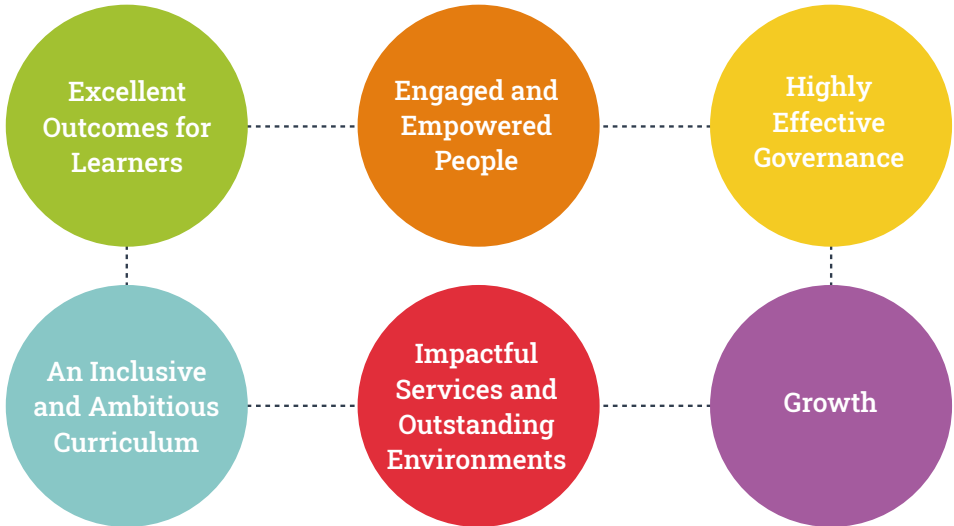 Excellent
Outcomes for
Learners
Engaged and
Empowered
People
Highly
Effective
Governance
An Inclusive
and Ambitious
Curriculum
Impactful
Services and
Outstanding
Environments
Growth